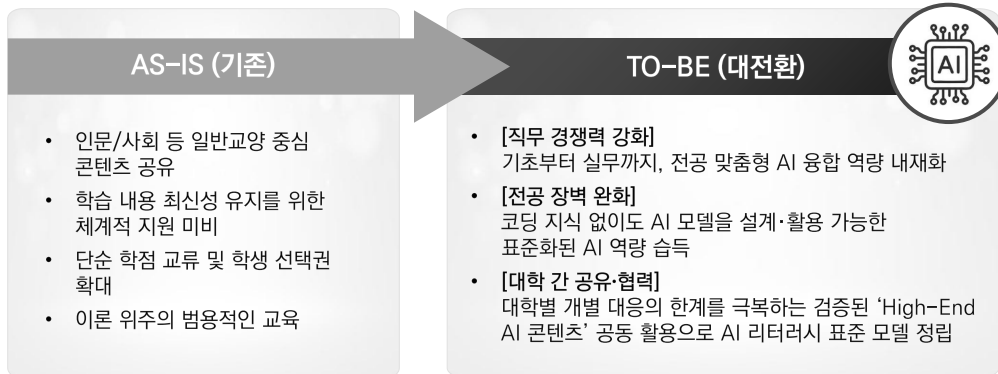 AS-IS (기존)
• 인문/사회 등 일반교양 중심
콘텐츠 공유
• 학습 내용 최신성 유지를 위한
체계적 지원 미비
• 단순 학점 교류 및 학생 선택권
확대
• 이론 위주의 범용적인 교육
TO-BE (대전환)
AI
• [직무 경쟁력 강화]
기초부터 실무까지, 전공 맞춤형 AI 융합 역량 내재화
• [전공 장벽 완화]
코딩 지식 없이도 AI 모델을 설계·활용 가능한
표준화된 AI 역량 습득
• [대학 간 공유·협력]
대학별 개별 대응의 한계를 극복하는 검증된 ‘High-End
AI 콘텐츠’ 공동 활용으로 AI 리터러시 표준 모델 정립